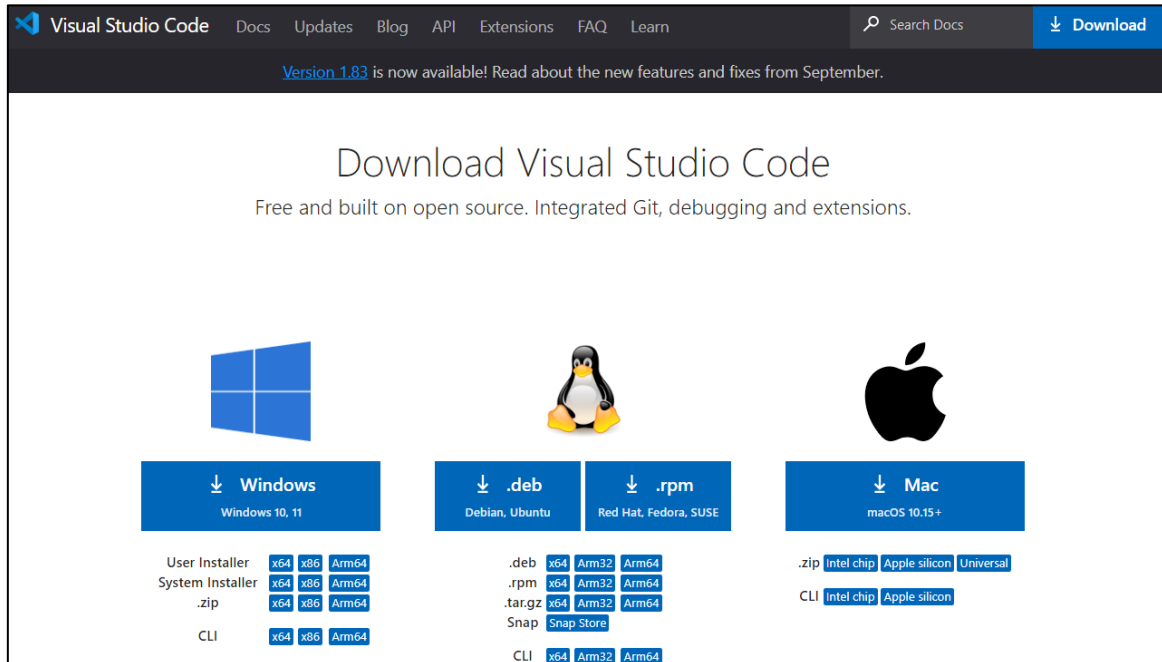 Visual Studio Code Docs Updates Blog API Extensions FAQ Learn Search Docs Download
Version 1.83 is now available! Read about the new features and fixes from September.
Download Visual Studio Code
Free and built on open source. Integrated Git, debugging and extensions.
Windows
Windows 10, 11
User Installer x64 x86 Arm64
System Installer x64 x86 Arm64
.zip x64 x86 Arm64
CLI x64 x86 Arm64
.deb
Debian, Ubuntu
.rpm
Red Hat, Fedora, SUSE
.deb x64 Arm32 Arm64
.rpm x64 Arm32 Arm64
.tar.gz x64 Arm32 Arm64
Snap Snap Store
CLI x64 Arm32 Arm64
Mac
macOS 10.15+
.zip Intel chip Apple silicon Universal
CLI Intel chip Apple silicon